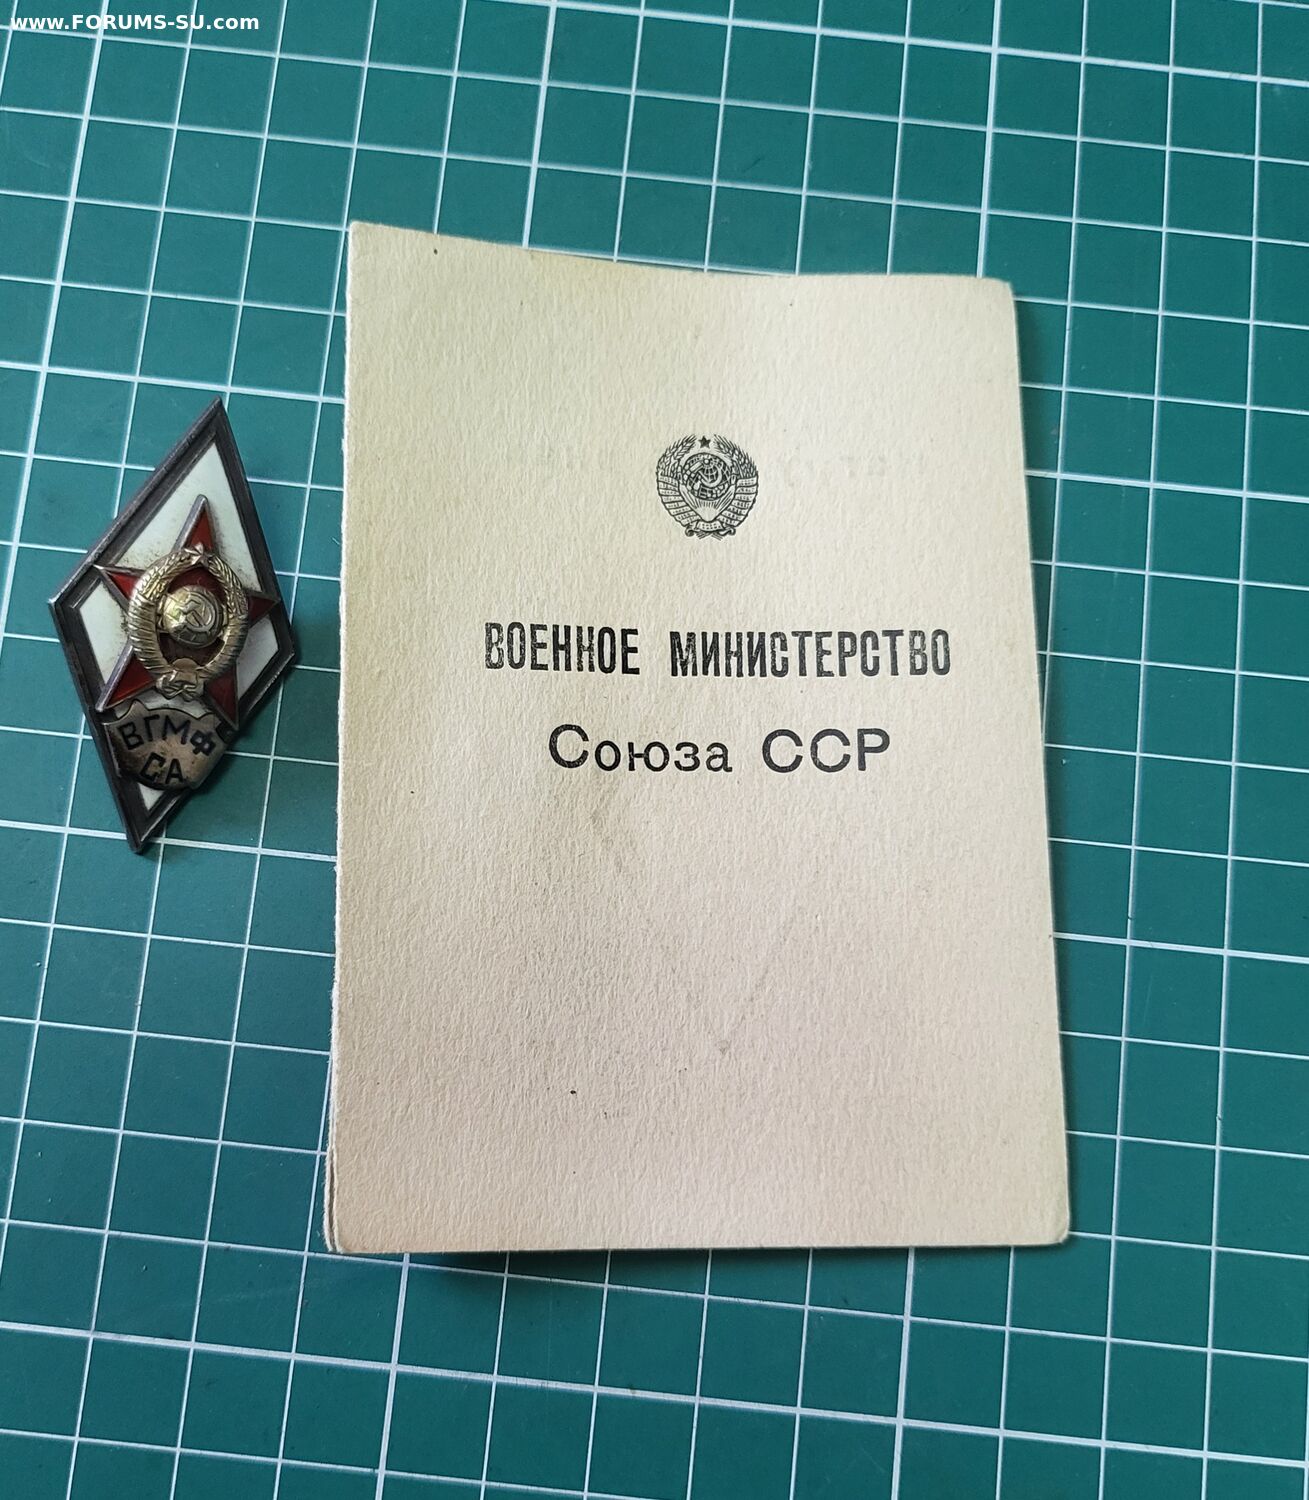 www.FORUMS-SU.com
ВОЕННОЕ МИНИСТЕРСТВО
Союза ССР
ВГМФ
СА